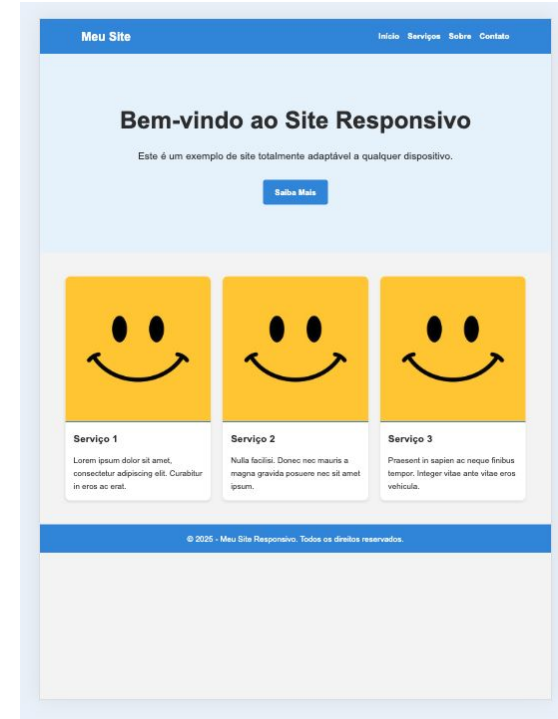 Meu Site
Início Serviços Sobre Contato
Bem-vindo ao Site Responsivo
Este é um exemplo de site totalmente adaptável a qualquer dispositivo.
Saiba Mais
Serviço 1
Lorem ipsum dolor sit amet,
consectetur adipiscing elit. Curabitur
in eros ac erat.
Serviço 2
Nulla facilisi. Donec nec mauris a
magna gravida posuere nec sit amet
ipsum.
Serviço 3
Praesent in sapien ac neque finibus
tempor. Integer vitae ante vitae eros
vehicula.
© 2025 - Meu Site Responsivo. Todos os direitos reservados.